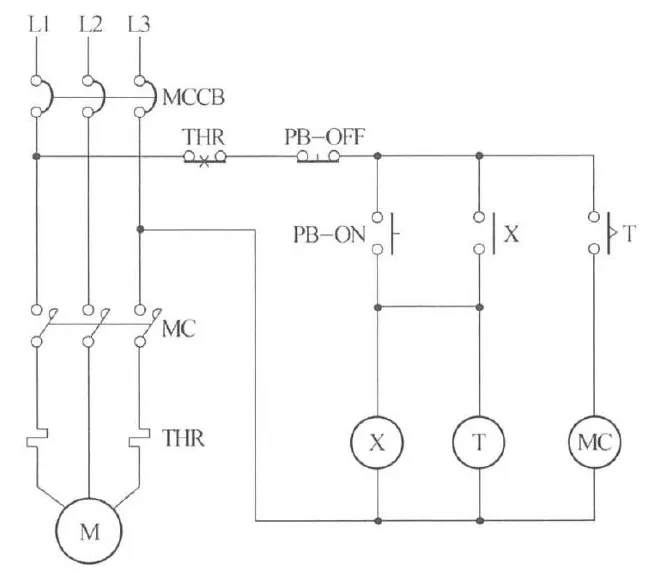 L1 L2 L3
MCCB
THR PB-OFF
PB-ON X T
MC
THR X T MC
M